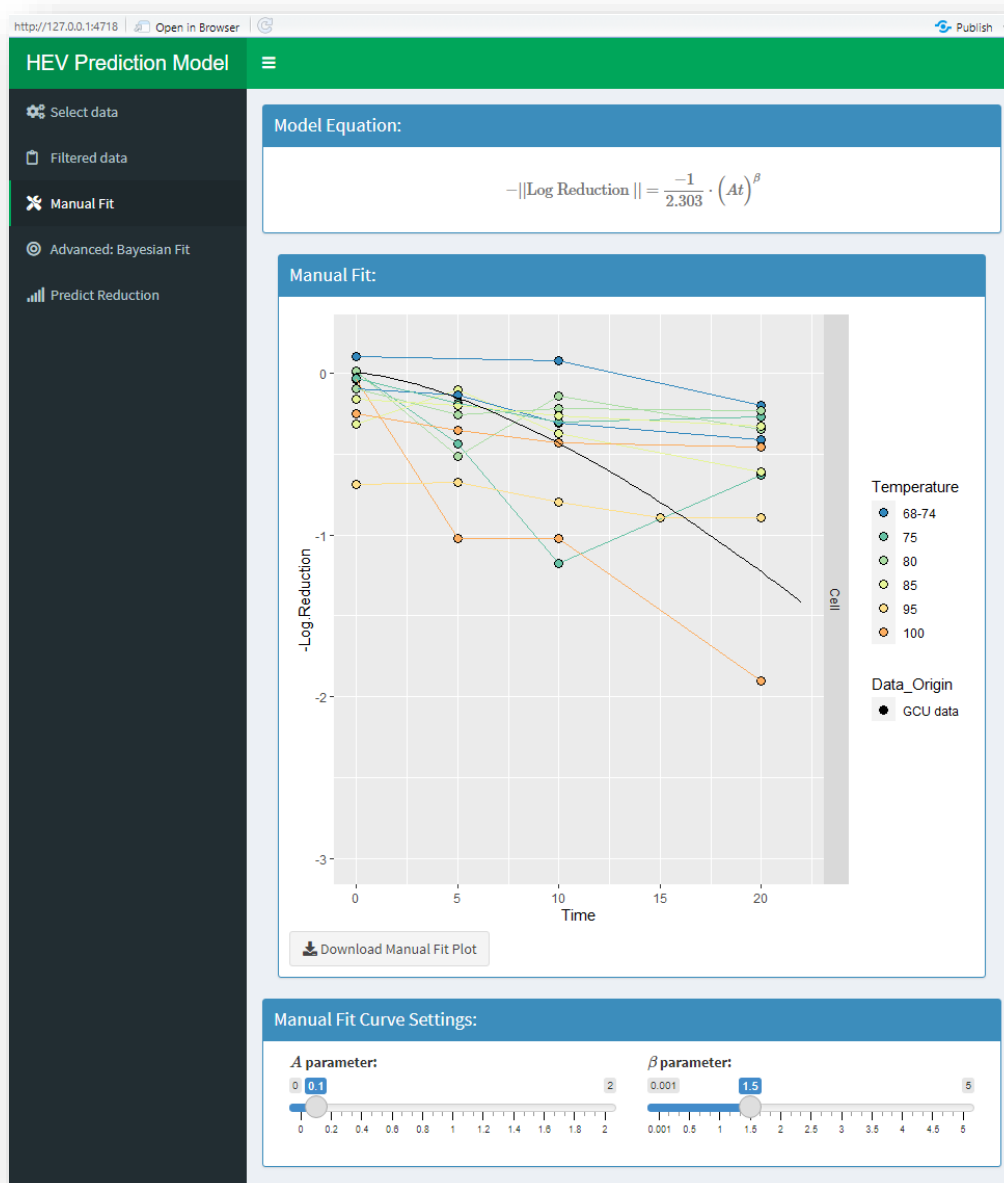 http://127.0.0.1:4718 Open in Browser Publish
HEV Prediction Model
Select data
Filtered data
Manual Fit
Advanced: Bayesian Fit
Predict Reduction
Model Equation:
−||Log Reduction || = −1/2.303 · (At)^β
Manual Fit:
0
-1
-2
-3
-Log.Reduction
0 5 10 15 20
Time
Cell
Temperature
68-74
75
80
85
95
100
Data_Origin
GCU data
Download Manual Fit Plot
Manual Fit Curve Settings:
A parameter:
0 0.1 2
0 0.2 0.4 0.6 0.8 1 1.2 1.4 1.6 1.8 2
β parameter:
0.001 1.5 5
0.001 0.5 1 1.5 2 2.5 3 3.5 4 4.5 5